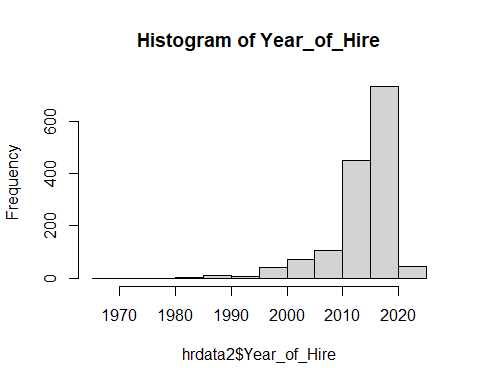 Histogram of Year_of_Hire
Frequency
600
400
200
0
1970 1980 1990 2000 2010 2020
hrdata2$Year_of_Hire